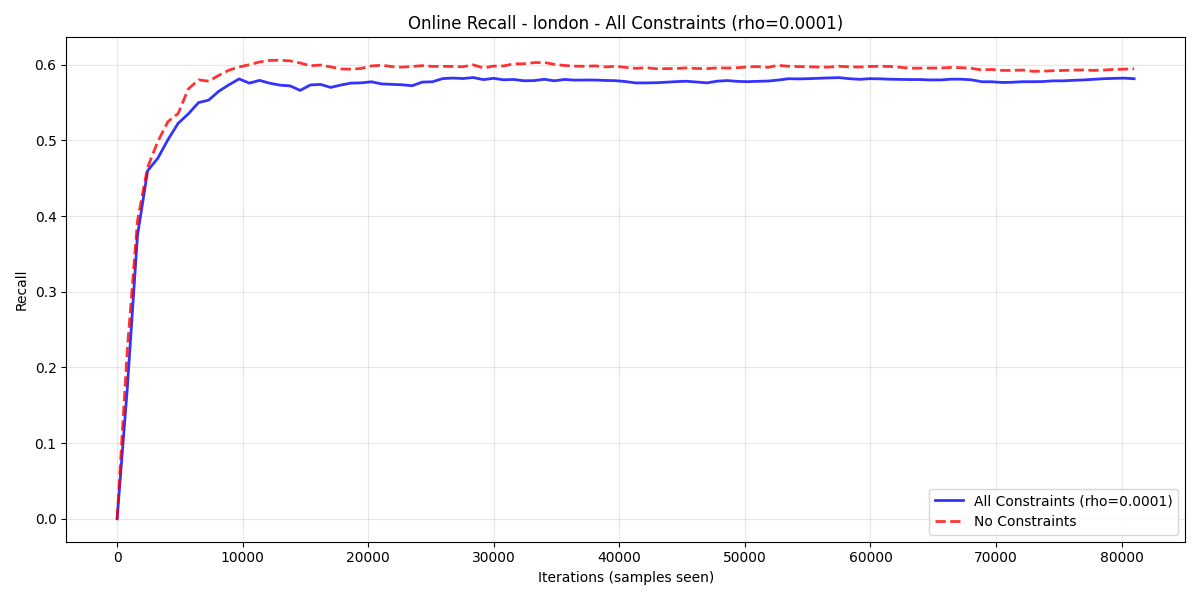 Online Recall - london - All Constraints (rho=0.0001)
Recall
0.6
0.5
0.4
0.3
0.2
0.1
0.0
All Constraints (rho=0.0001)
No Constraints
0 10000 20000 30000 40000 50000 60000 70000 80000
Iterations (samples seen)